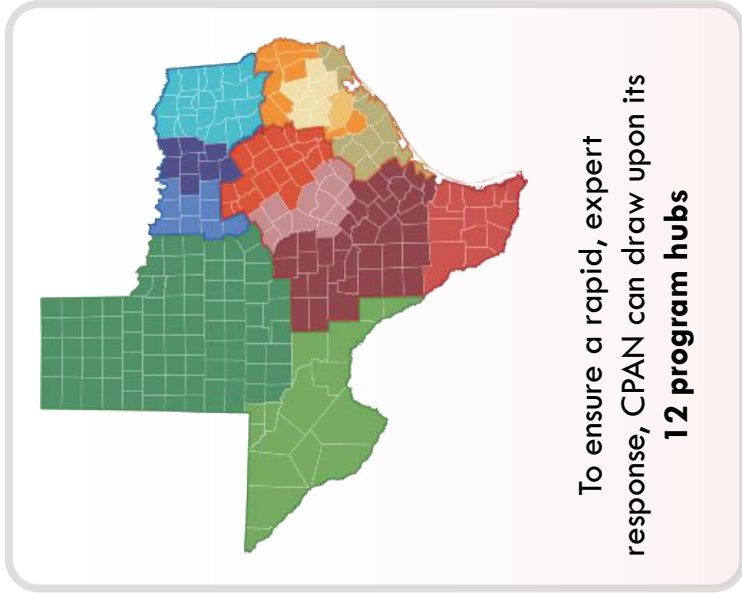 To ensure a rapid, expert
response, CPAN can draw upon its
12 program hubs